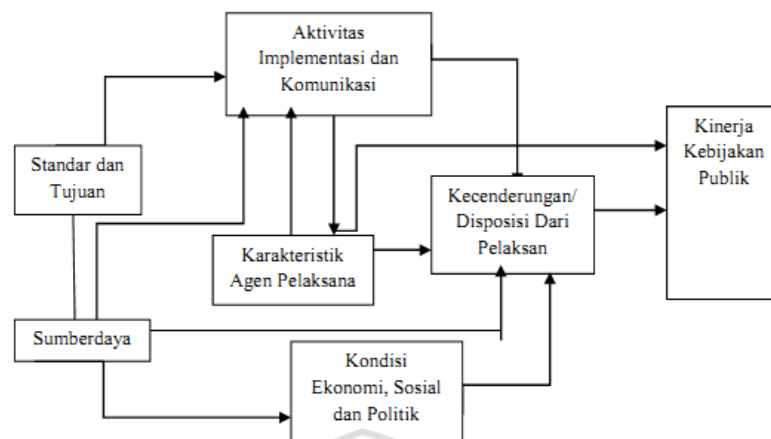 Aktivitas
Implementasi dan
Komunikasi
Kinerja
Kebijakan
Publik
Standar dan
Tujuan
Kecenderungan/
Disposisi Dari
Pelaksan
Karakteristik
Agen Pelaksana
Sumberdaya
Kondisi
Ekonomi, Sosial
dan Politik